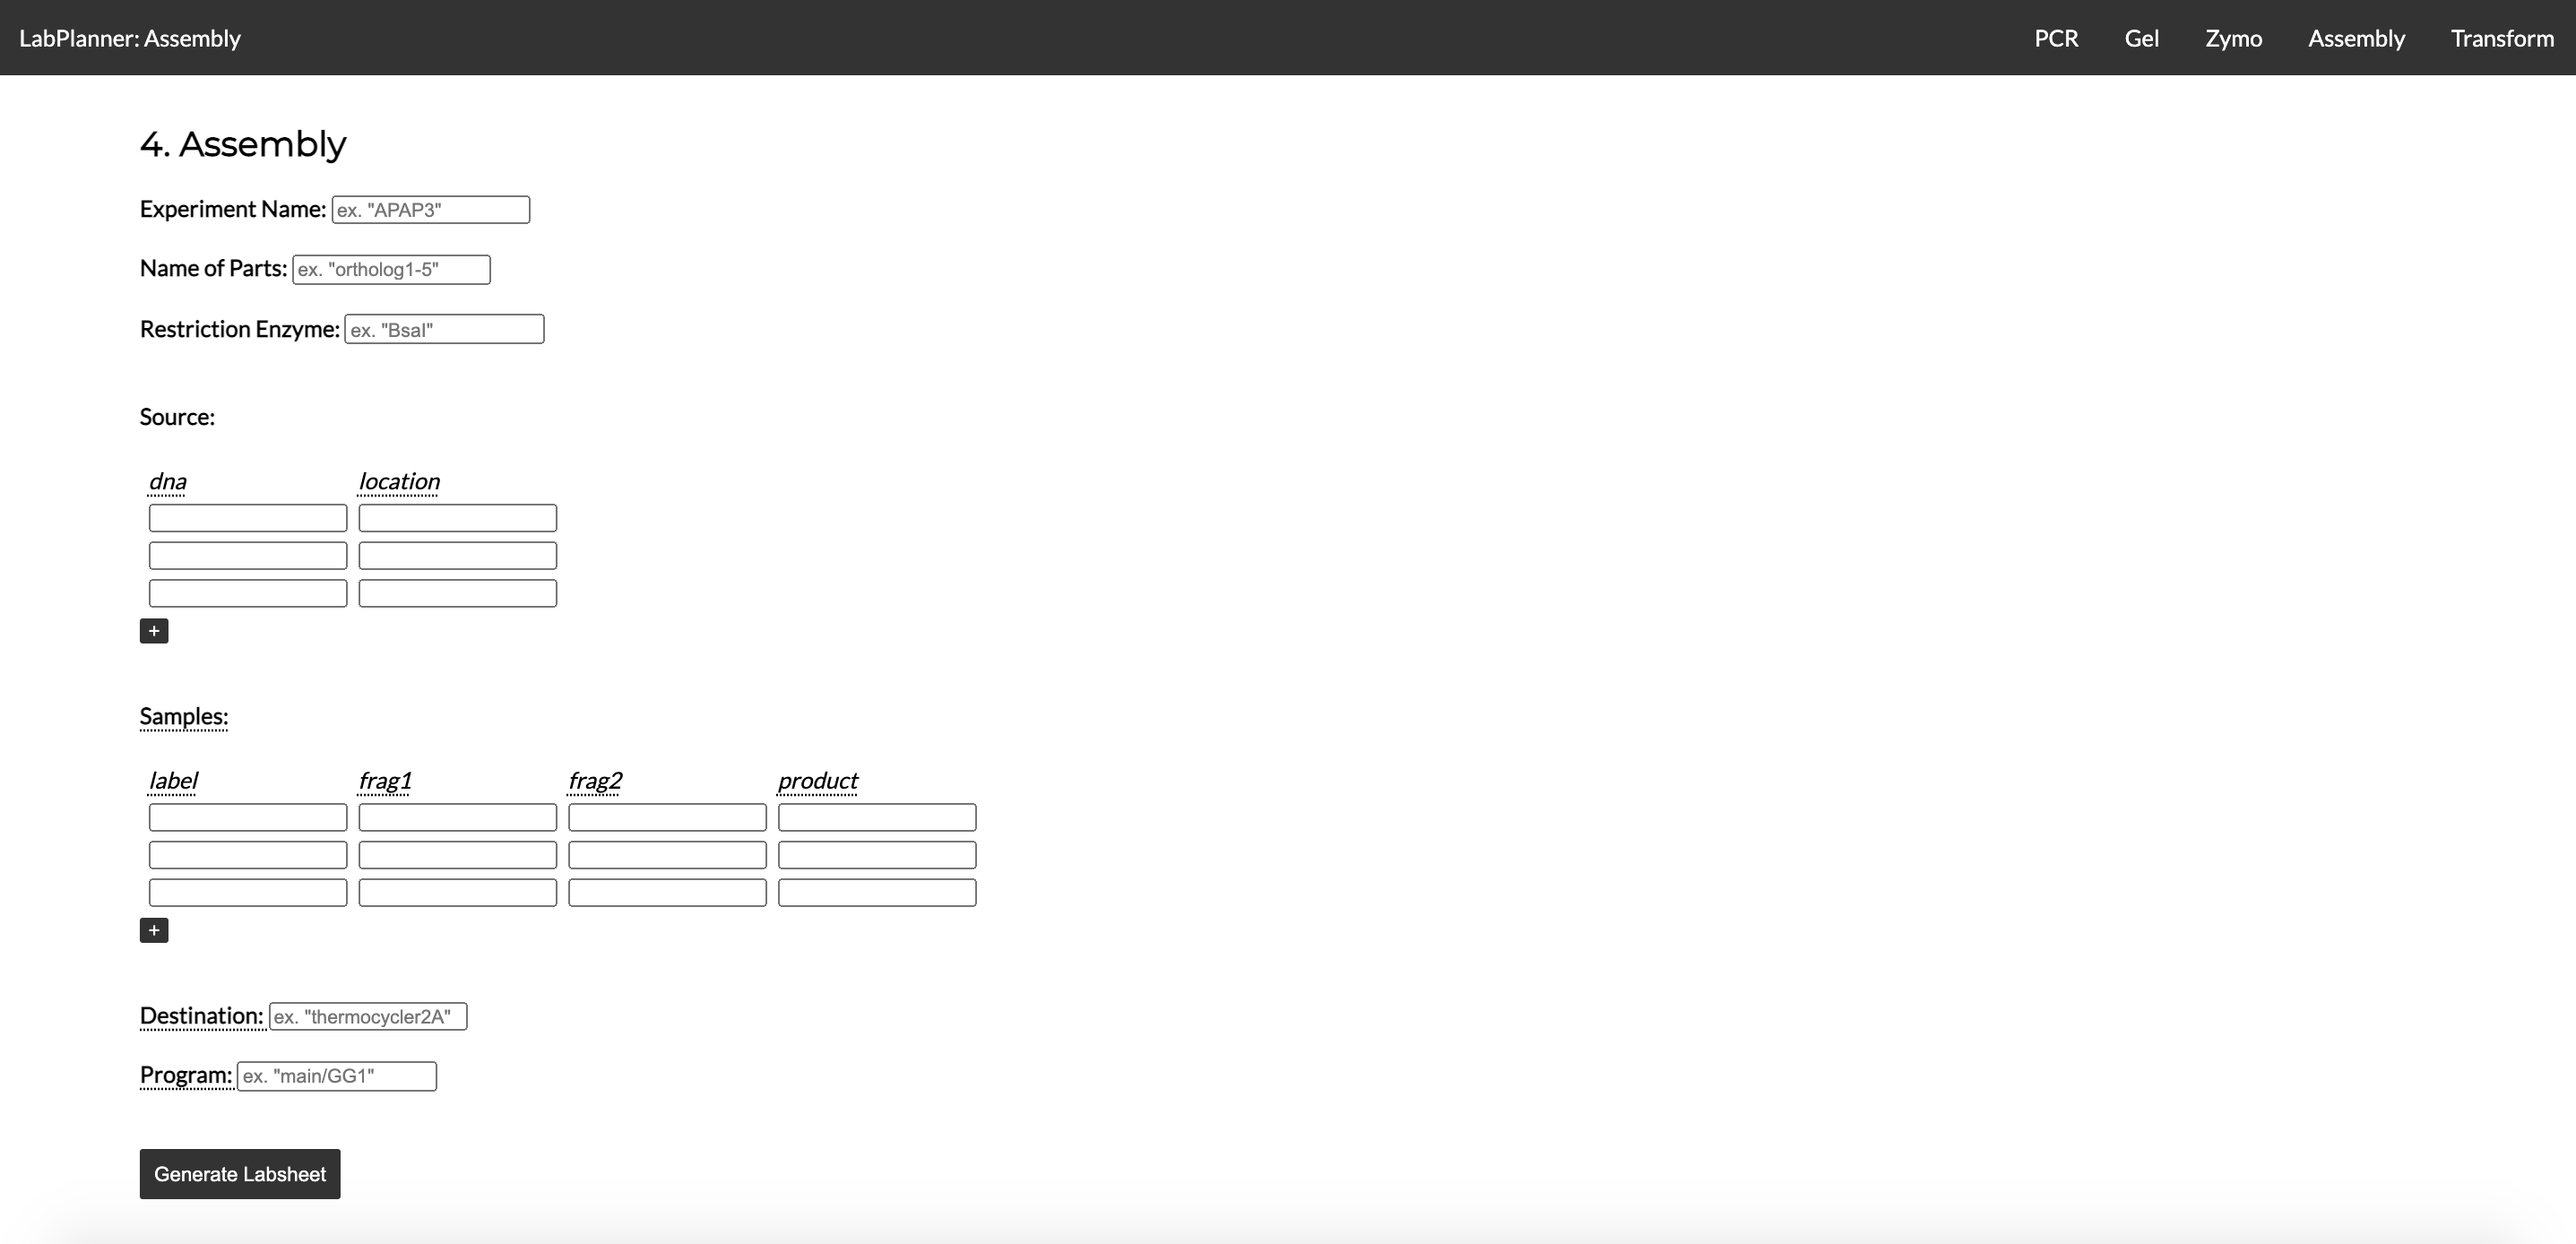 LabPlanner: Assembly PCR Gel Zymo Assembly Transform
4. Assembly
Experiment Name: ex. "APAP3"
Name of Parts: ex. "ortholog1-5"
Restriction Enzyme: ex. "BsaI"
Source:
dna location
+
Samples:
label frag1 frag2 product
+
Destination: ex. "thermocycler2A"
Program: ex. "main/GG1"
Generate Labsheet